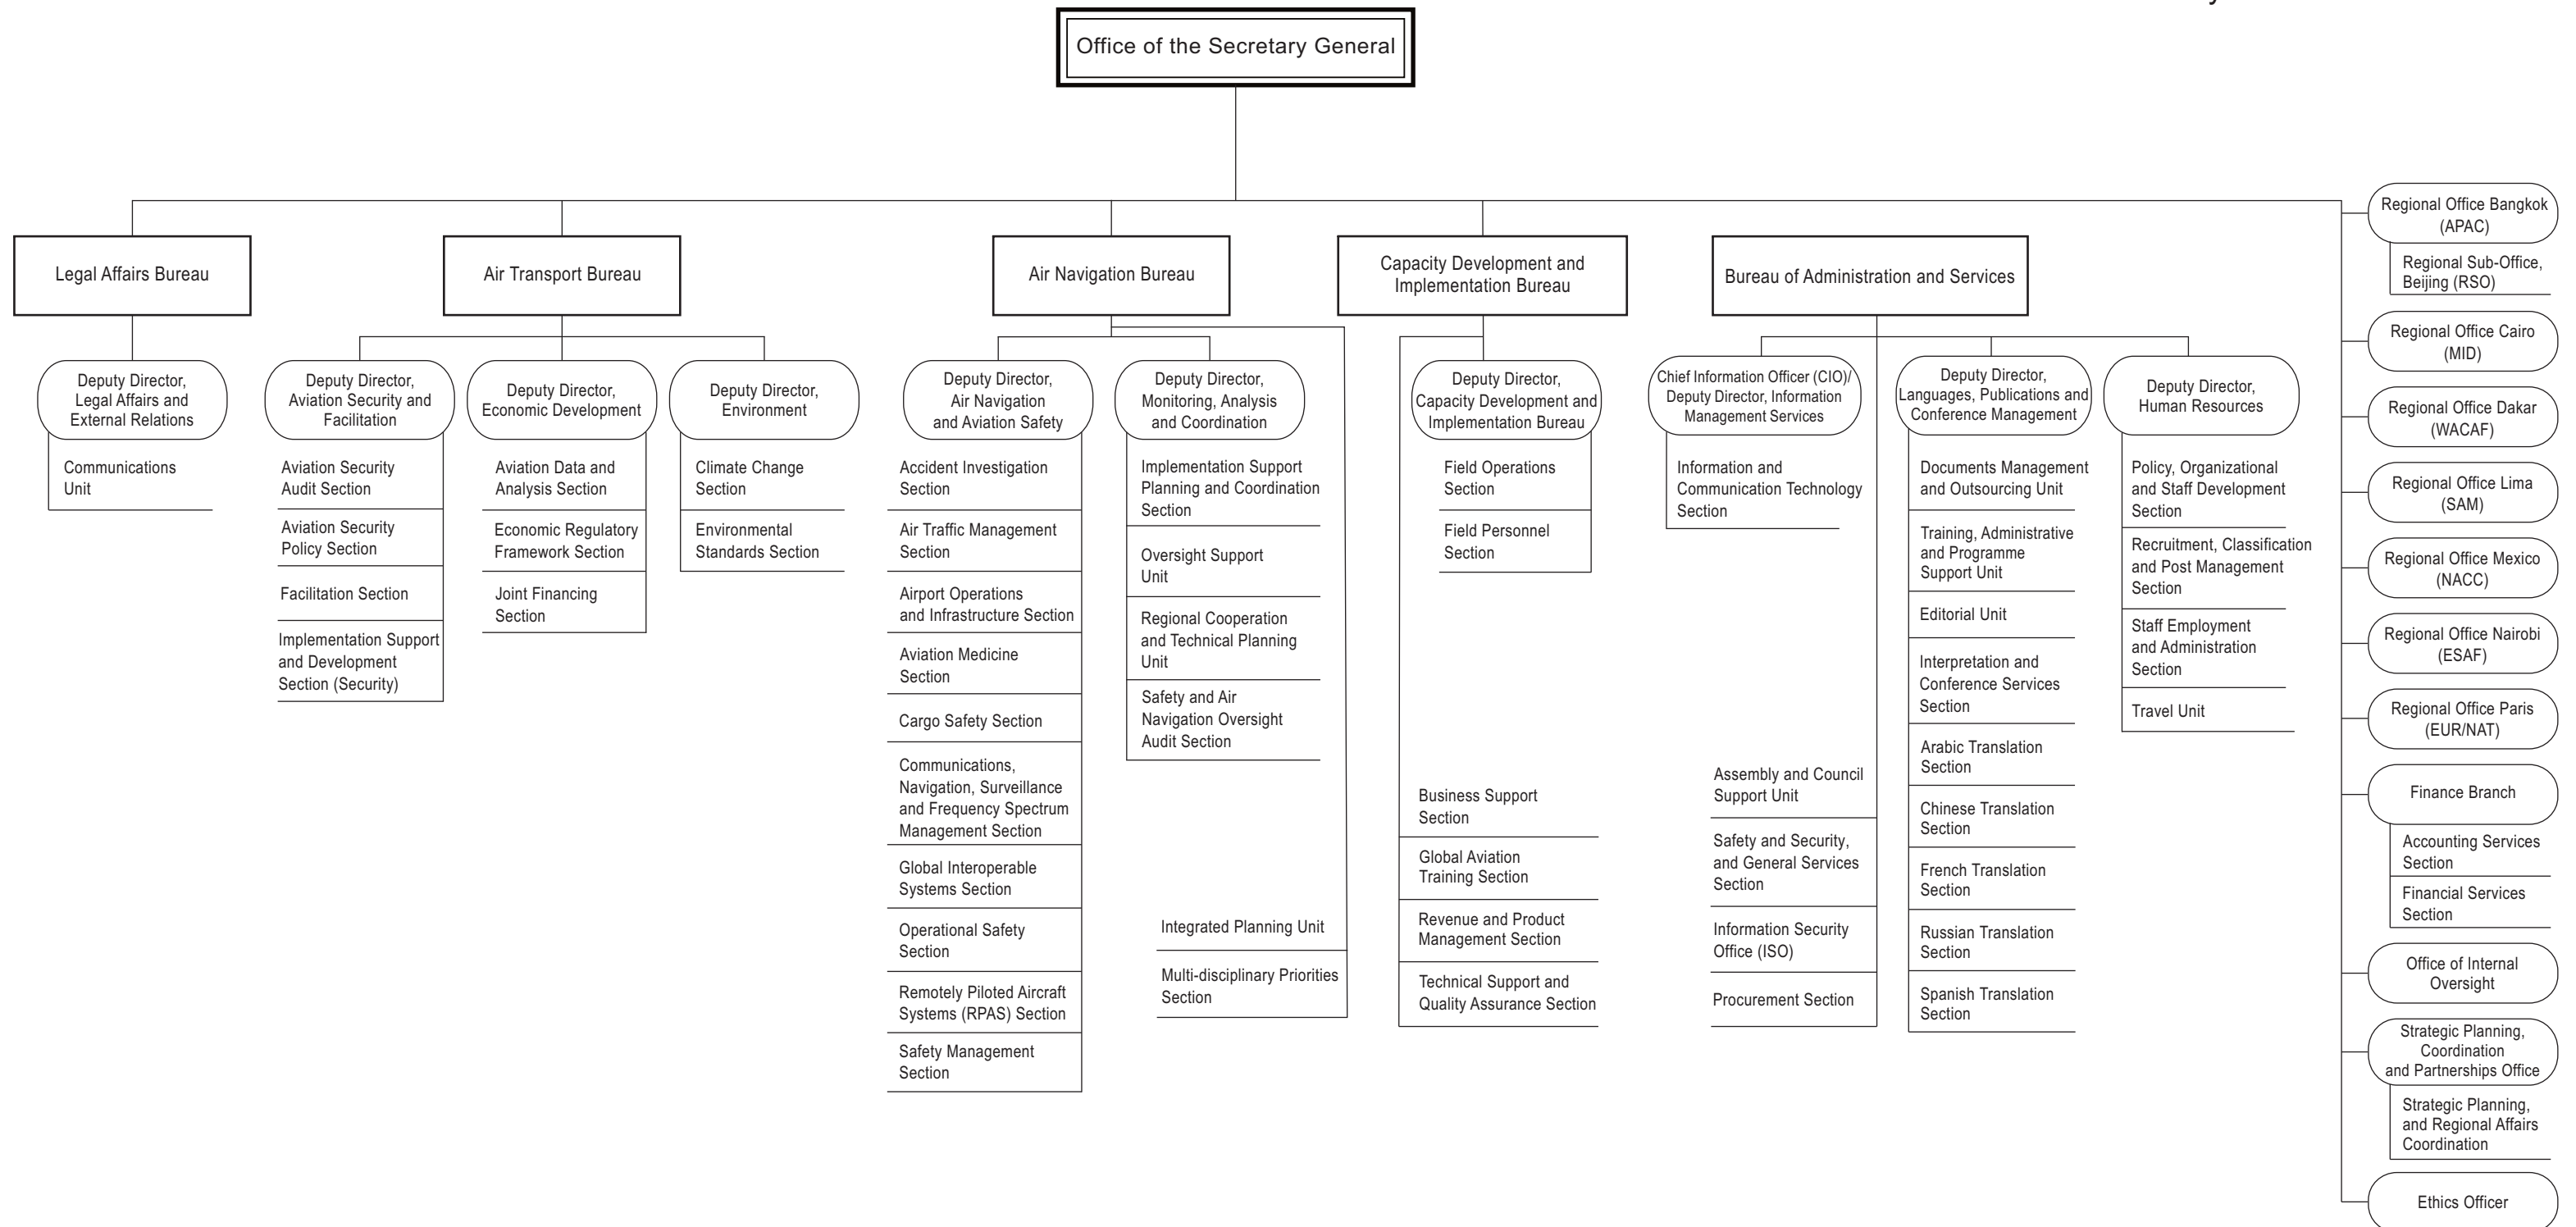 Office of the Secretary General
Legal Affairs Bureau
Deputy Director,
Legal Affairs and
External Relations
Communications
Unit
Air Transport Bureau
Deputy Director,
Aviation Security and
Facilitation
Aviation Security
Audit Section
Aviation Security
Policy Section
Facilitation Section
Implementation Support
and Development
Section (Security)
Deputy Director,
Economic Development
Aviation Data and
Analysis Section
Economic Regulatory
Framework Section
Joint Financing
Section
Deputy Director,
Environment
Climate Change
Section
Environmental
Standards Section
Air Navigation Bureau
Deputy Director,
Air Navigation
and Aviation Safety
Accident Investigation
Section
Air Traffic Management
Section
Airport Operations
and Infrastructure Section
Aviation Medicine
Section
Cargo Safety Section
Communications,
Navigation, Surveillance
and Frequency Spectrum
Management Section
Global Interoperable
Systems Section
Operational Safety
Section
Remotely Piloted Aircraft
Systems (RPAS) Section
Safety Management
Section
Deputy Director,
Monitoring, Analysis
and Coordination
Implementation Support
Planning and Coordination
Section
Oversight Support
Unit
Regional Cooperation
and Technical Planning
Unit
Safety and Air
Navigation Oversight
Audit Section
Integrated Planning Unit
Multi-disciplinary Priorities
Section
Capacity Development and
Implementation Bureau
Deputy Director,
Capacity Development and
Implementation Bureau
Field Operations
Section
Field Personnel
Section
Business Support
Section
Global Aviation
Training Section
Revenue and Product
Management Section
Technical Support and
Quality Assurance Section
Bureau of Administration and Services
Chief Information Officer (CIO)/
Deputy Director, Information
Management Services
Information and
Communication Technology
Section
Assembly and Council
Support Unit
Safety and Security,
and General Services
Section
Information Security
Office (ISO)
Procurement Section
Deputy Director,
Languages, Publications and
Conference Management
Documents Management
and Outsourcing Unit
Training, Administrative
and Programme
Support Unit
Editorial Unit
Interpretation and
Conference Services
Section
Arabic Translation
Section
Chinese Translation
Section
French Translation
Section
Russian Translation
Section
Spanish Translation
Section
Deputy Director,
Human Resources
Policy, Organizational
and Staff Development
Section
Recruitment, Classification
and Post Management
Section
Staff Employment
and Administration
Section
Travel Unit
Regional Office Bangkok
(APAC)
Regional Sub-Office,
Beijing (RSO)
Regional Office Cairo
(MID)
Regional Office Dakar
(WACAF)
Regional Office Lima
(SAM)
Regional Office Mexico
(NACC)
Regional Office Nairobi
(ESAF)
Regional Office Paris
(EUR/NAT)
Finance Branch
Accounting Services
Section
Financial Services
Section
Office of Internal
Oversight
Strategic Planning,
Coordination
and Partnerships Office
Strategic Planning,
and Regional Affairs
Coordination
Ethics Officer